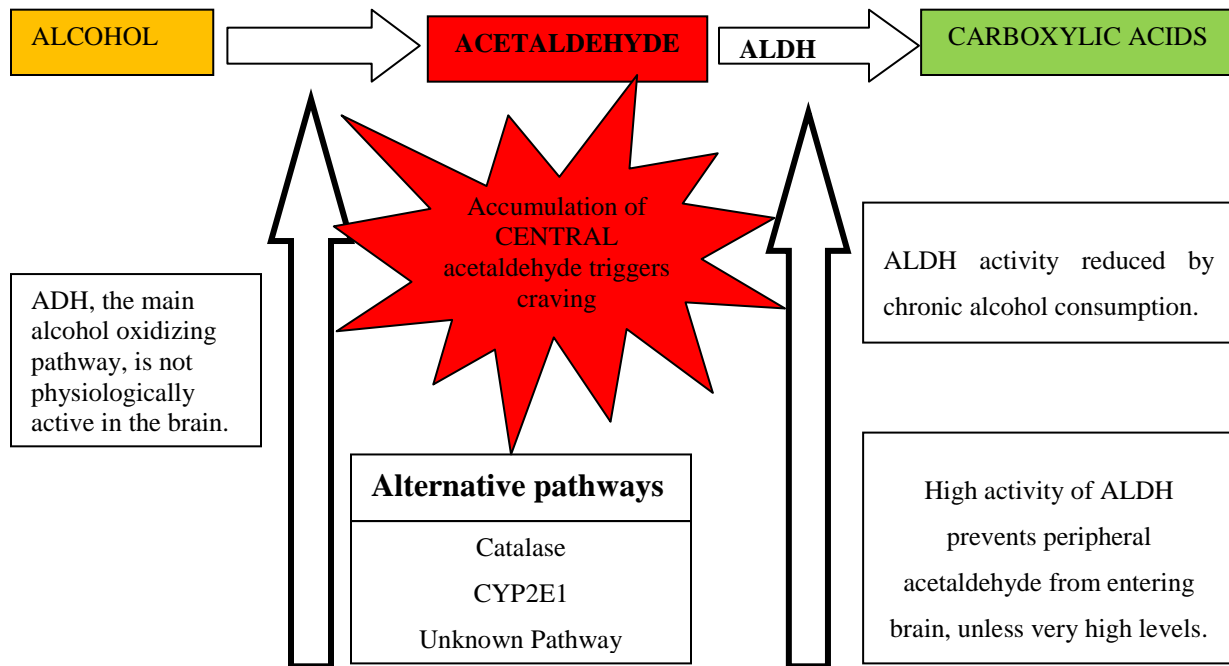 ALCOHOL
ACETALDEHYDE
ALDH
CARBOXYLIC ACIDS
Accumulation of
CENTRAL
acetaldehyde triggers
craving
ADH, the main
alcohol oxidizing
pathway, is not
physiologically
active in the brain.
ALDH activity reduced by
chronic alcohol consumption.
Alternative pathways
Catalase
CYP2E1
Unknown Pathway
High activity of ALDH
prevents peripheral
acetaldehyde from entering
brain, unless very high levels.